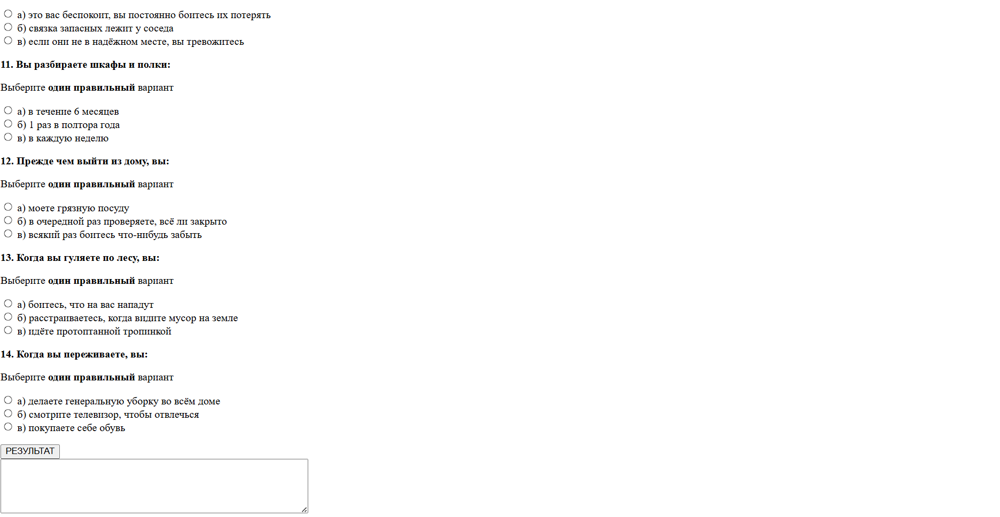 а) это вас беспокоит, вы постоянно боитесь их потерять
б) связка запасных лежит у соседа
в) если они не в надёжном месте, вы тревожитесь
11. Вы разбираете шкафы и полки:
Выберите один правильный вариант
а) в течение 6 месяцев
б) 1 раз в полтора года
в) в каждую неделю
12. Прежде чем выйти из дому, вы:
Выберите один правильный вариант
а) моете грязную посуду
б) в очередной раз проверяете, всё ли закрыто
в) всякий раз боитесь что-нибудь забыть
13. Когда вы гуляете по лесу, вы:
Выберите один правильный вариант
а) боитесь, что на вас нападут
б) расстраиваетесь, когда видите мусор на земле
в) идёте протоптанной тропинкой
14. Когда вы переживаете, вы:
Выберите один правильный вариант
а) делаете генеральную уборку во всём доме
б) смотрите телевизор, чтобы отвлечься
в) покупаете себе обувь
РЕЗУЛЬТАТ